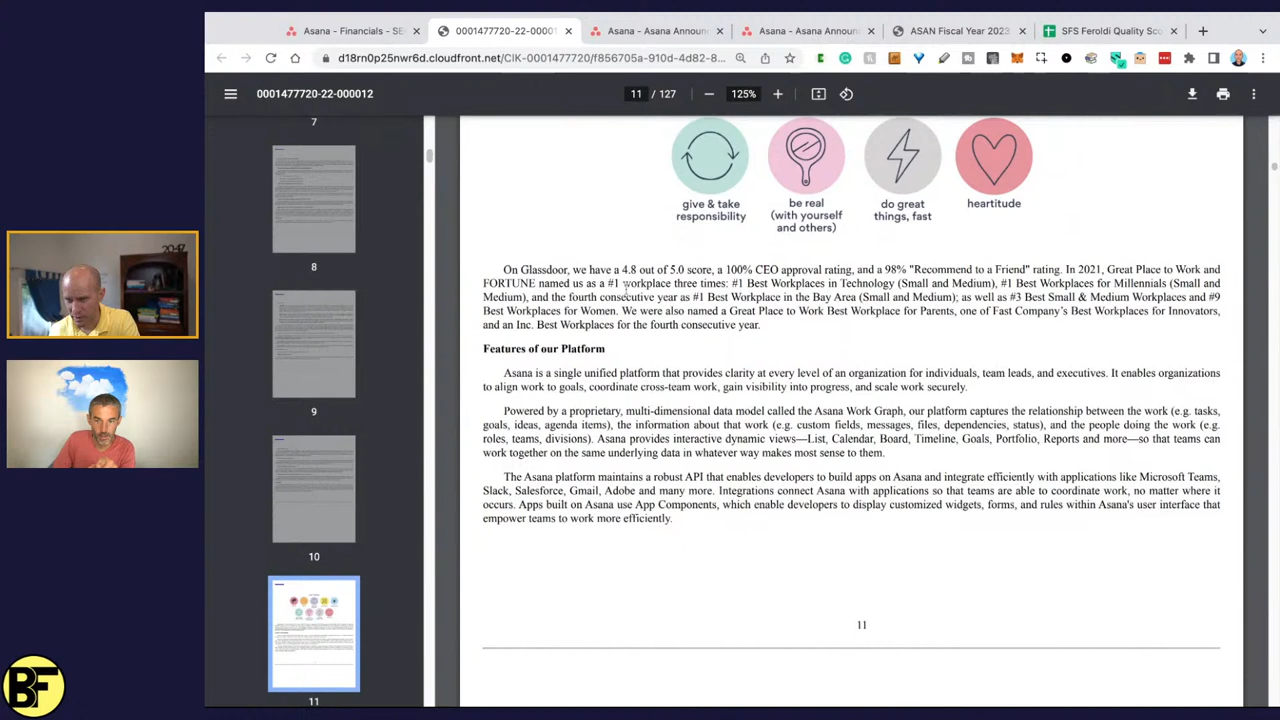 Asana - Financials - SE
0001477720-22-00001
Asana - Asana Announ
Asana - Asana Annou
ASAN Fiscal Year 2023
SFS Feroldi Quality Sco
d18rn0p25nwr6d.cloudfront.net/CIK-0001477720/f856705a-910d-4d82-8...
0001477720-22-000012
11 / 127
125%
7
8
9
10
11
give & take
responsibility
be real
(with yourself
and others)
do great
things, fast
heartitude
On Glassdoor, we have a 4.8 out of 5.0 score, a 100% CEO approval rating, and a 98% "Recommend to a Friend" rating. In 2021, Great Place to Work and
FORTUNE named us as a #1 workplace three times: #1 Best Workplaces in Technology (Small and Medium), #1 Best Workplaces for Millennials (Small and
Medium), and the fourth consecutive year as #1 Best Workplace in the Bay Area (Small and Medium); as well as #3 Best Small & Medium Workplaces and #9
Best Workplaces for Women. We were also named a Great Place to Work Best Workplace for Parents, one of Fast Company's Best Workplaces for Innovators,
and an Inc. Best Workplaces for the fourth consecutive year.
Features of our Platform
Asana is a single unified platform that provides clarity at every level of an organization for individuals, team leads, and executives. It enables organizations
to align work to goals, coordinate cross-team work, gain visibility into progress, and scale work securely.
Powered by a proprietary, multi-dimensional data model called the Asana Work Graph, our platform captures the relationship between the work (e.g. tasks,
goals, ideas, agenda items), the information about that work (e.g. custom fields, messages, files, dependencies, status), and the people doing the work (e.g.
roles, teams, divisions). Asana provides interactive dynamic views—List, Calendar, Board, Timeline, Goals, Portfolio, Reports and more—so that teams can
work together on the same underlying data in whatever way makes most sense to them.
The Asana platform maintains a robust API that enables developers to build apps on Asana and integrate efficiently with applications like Microsoft Teams,
Slack, Salesforce, Gmail, Adobe and many more. Integrations connect Asana with applications so that teams are able to coordinate work, no matter where it
occurs. Apps built on Asana use App Components, which enable developers to display customized widgets, forms, and rules within Asana's user interface that
empower teams to work more efficiently.
11
BF